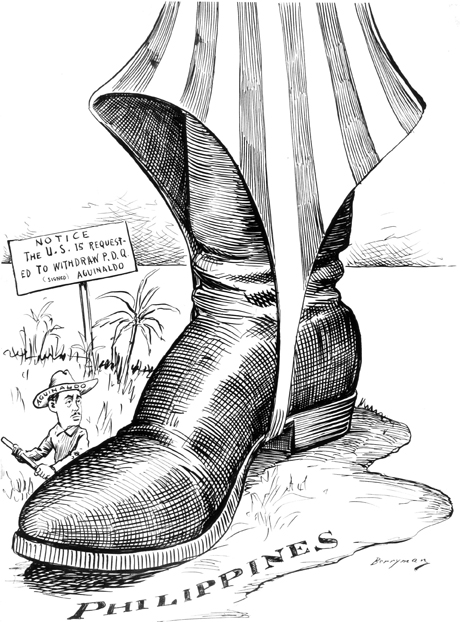 NOTICE
THE U.S. IS REQUEST-
ED TO WITHDRAW P.D.Q.
(SIGNED) AGUINALDO
AGUINALDO
PHILIPPINES
Berryman